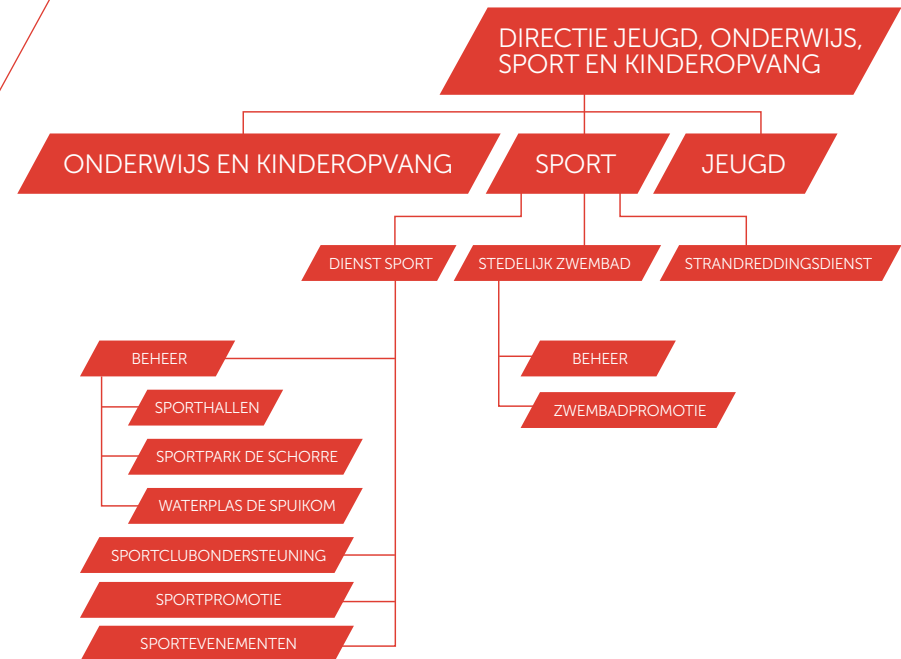 DIRECTIE JEUGD, ONDERWIJS,
SPORT EN KINDEROPVANG
ONDERWIJS EN KINDEROPVANG
SPORT
JEUGD
DIENST SPORT
STEDELIJK ZWEMBAD
STRANDREDDINGSDIENST
BEHEER
SPORTHALLEN
SPORTPARK DE SCHORRE
WATERPLAS DE SPUIKOM
SPORTCLUBONDERSTEUNING
SPORTPROMOTIE
SPORTEVENEMENTEN
BEHEER
ZWEMBADPROMOTIE